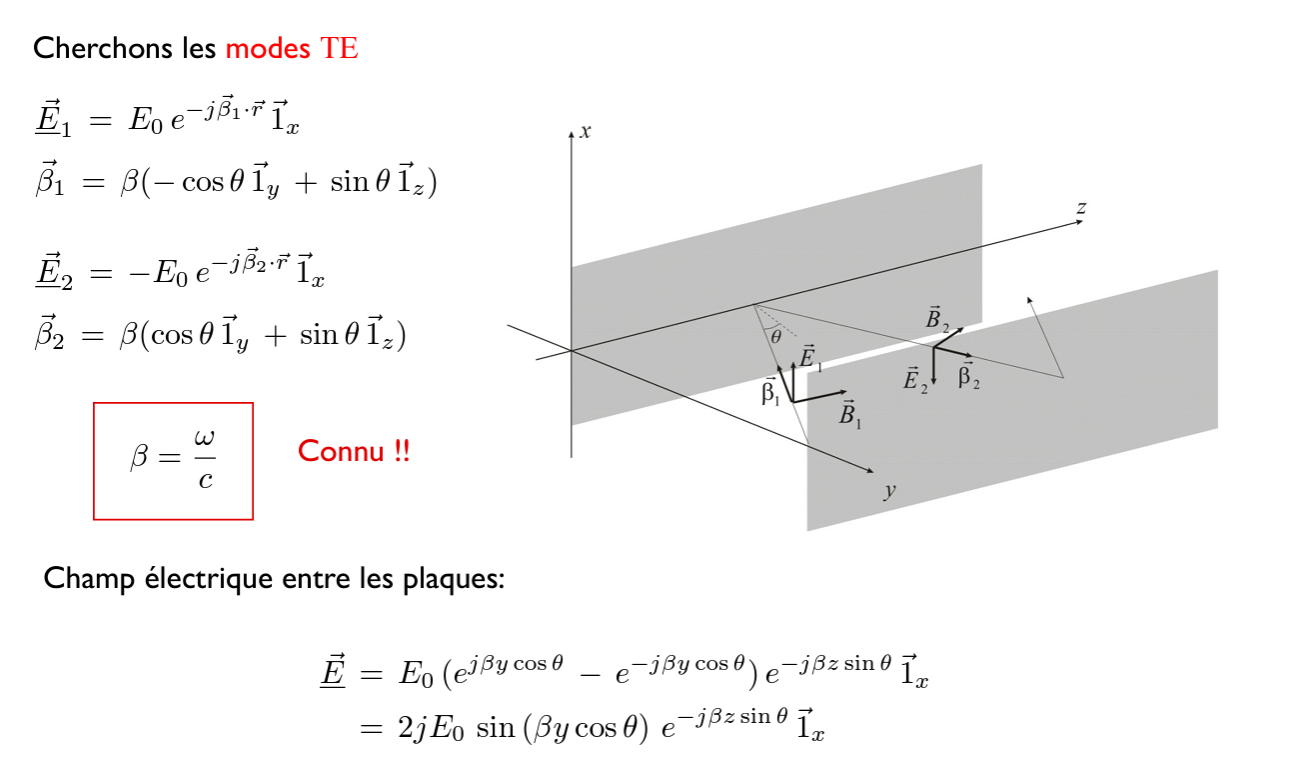 Cherchons les modes TE
$\underline{\vec{E}}_1 = E_0 \, e^{-j\vec{\beta}_1 \cdot \vec{r}} \, \vec{1}_x$
$\vec{\beta}_1 = \beta(-\cos\theta \, \vec{1}_y + \sin\theta \, \vec{1}_z)$
$\underline{\vec{E}}_2 = -E_0 \, e^{-j\vec{\beta}_2 \cdot \vec{r}} \, \vec{1}_x$
$\vec{\beta}_2 = \beta(\cos\theta \, \vec{1}_y + \sin\theta \, \vec{1}_z)$
$\beta = \frac{\omega}{c}$
Connu !!
x
z
y
θ
$\vec{E}_1$
$\vec{\beta}_1$
$\vec{B}_1$
$\vec{B}_2$
$\vec{E}_2$
$\vec{\beta}_2$
Champ électrique entre les plaques:
$\underline{\vec{E}} = E_0 \, (e^{j\beta y \cos\theta} - e^{-j\beta y \cos\theta}) \, e^{-j\beta z \sin\theta} \, \vec{1}_x$
$= 2jE_0 \, \sin(\beta y \cos\theta) \, e^{-j\beta z \sin\theta} \, \vec{1}_x$